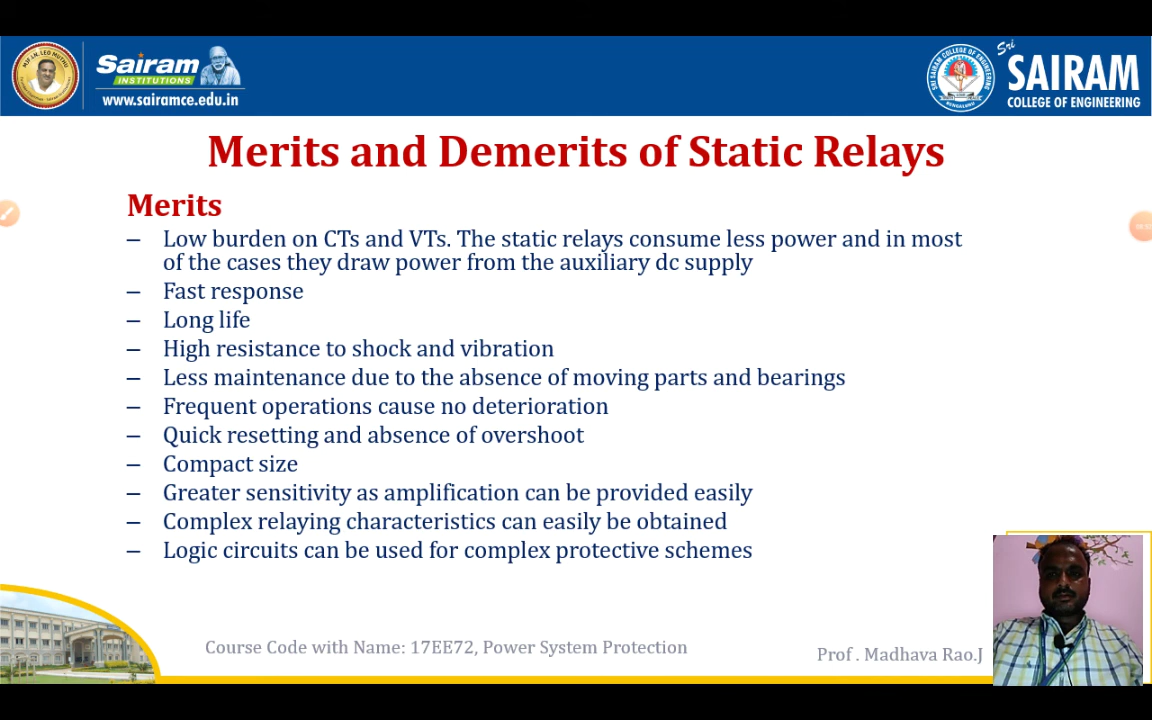 Sairam
INSTITUTIONS
www.sairamce.edu.in
Sri
SAIRAM
COLLEGE OF ENGINEERING
Merits and Demerits of Static Relays
Merits
– Low burden on CTs and VTs. The static relays consume less power and in most
of the cases they draw power from the auxiliary dc supply
– Fast response
– Long life
– High resistance to shock and vibration
– Less maintenance due to the absence of moving parts and bearings
– Frequent operations cause no deterioration
– Quick resetting and absence of overshoot
– Compact size
– Greater sensitivity as amplification can be provided easily
– Complex relaying characteristics can easily be obtained
– Logic circuits can be used for complex protective schemes
Course Code with Name: 17EE72, Power System Protection
Prof . Madhava Rao.J